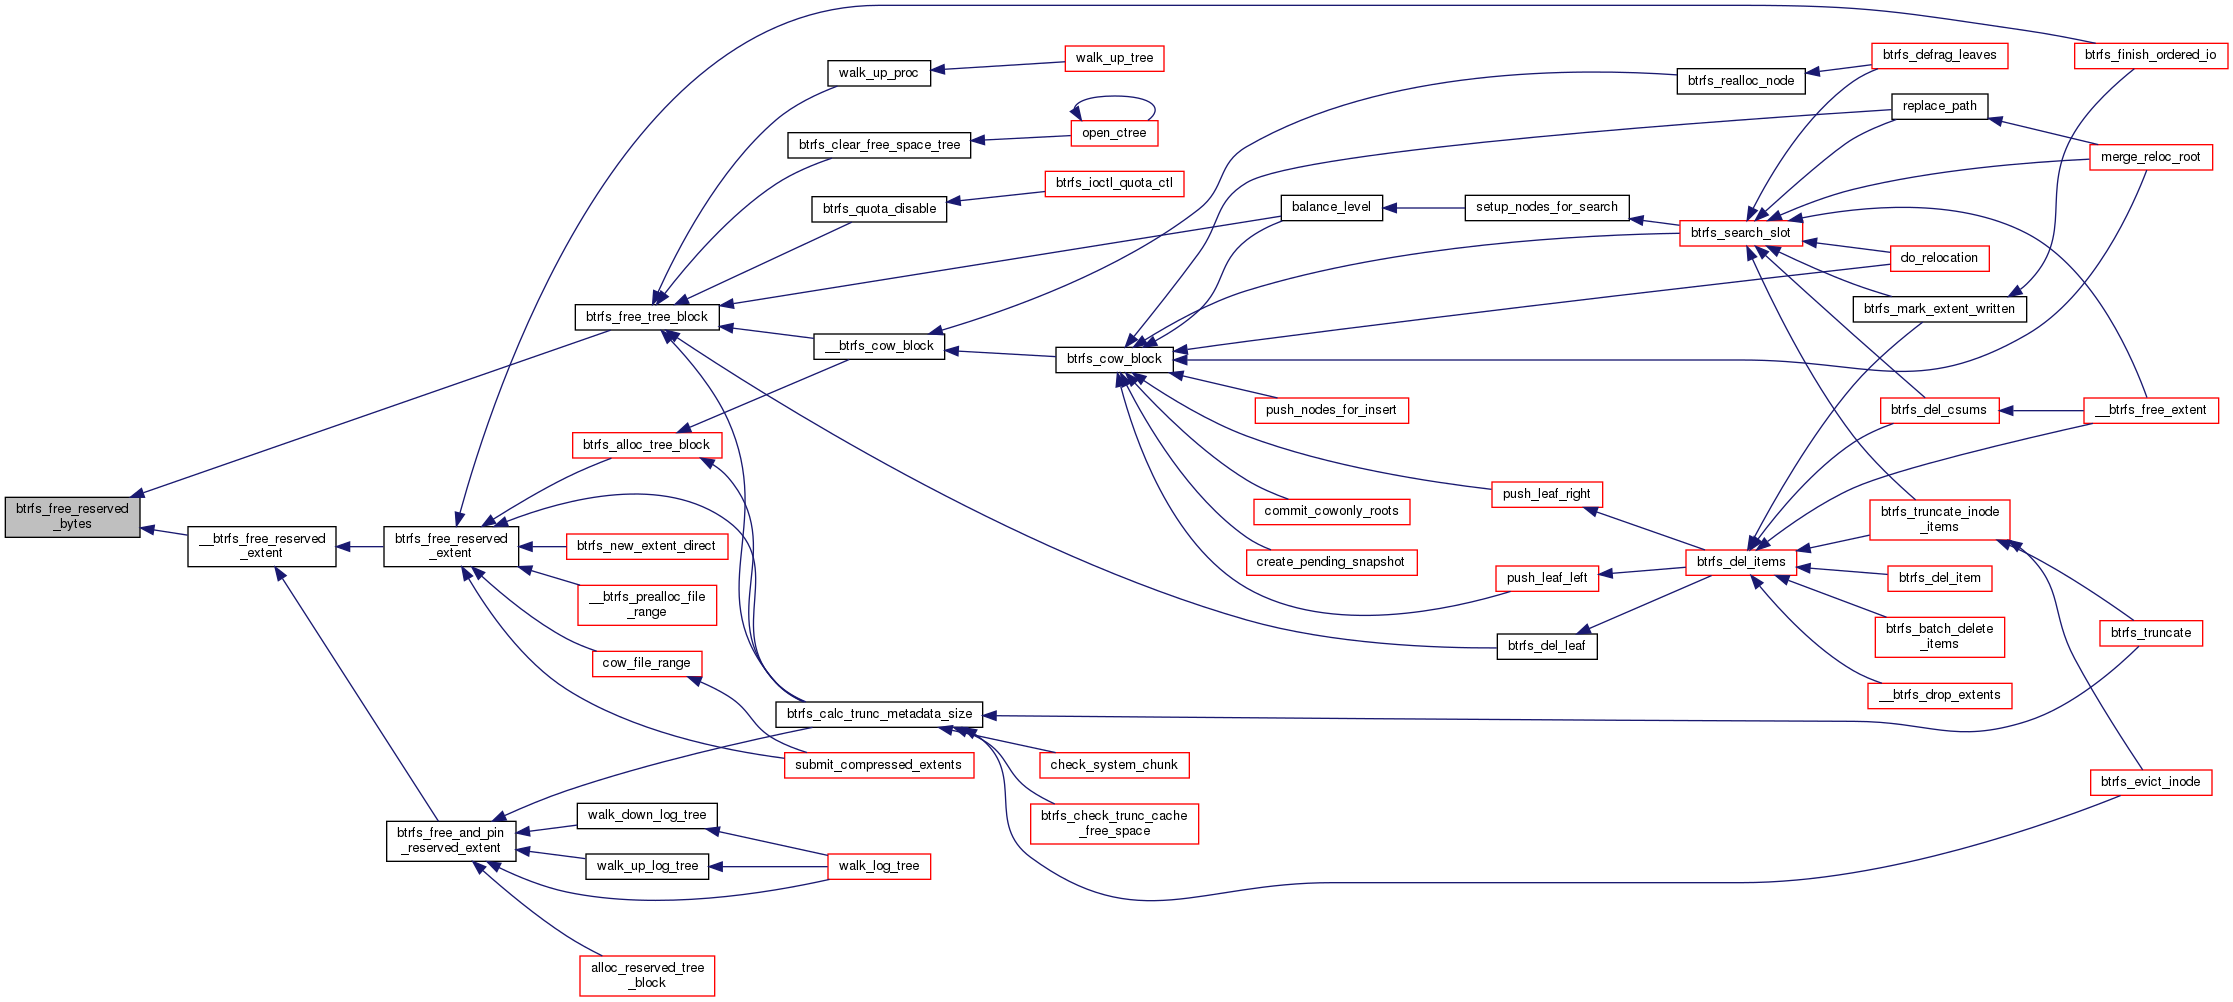 btrfs_free_reserved
_bytes
__btrfs_free_reserved
_extent
btrfs_free_reserved
_extent
btrfs_free_and_pin
_reserved_extent
btrfs_free_tree_block
btrfs_alloc_tree_block
btrfs_new_extent_direct
__btrfs_prealloc_file
_range
cow_file_range
walk_down_log_tree
walk_up_log_tree
alloc_reserved_tree
_block
walk_up_proc
btrfs_clear_free_space_tree
btrfs_quota_disable
__btrfs_cow_block
btrfs_calc_trunc_metadata_size
submit_compressed_extents
walk_log_tree
walk_up_tree
open_ctree
btrfs_ioctl_quota_ctl
btrfs_cow_block
check_system_chunk
btrfs_check_trunc_cache
_free_space
balance_level
push_nodes_for_insert
commit_cowonly_roots
create_pending_snapshot
setup_nodes_for_search
push_leaf_right
push_leaf_left
btrfs_del_leaf
btrfs_realloc_node
btrfs_search_slot
btrfs_del_items
btrfs_defrag_leaves
replace_path
do_relocation
btrfs_mark_extent_written
btrfs_del_csums
btrfs_truncate_inode
_items
btrfs_del_item
btrfs_batch_delete
_items
__btrfs_drop_extents
btrfs_finish_ordered_io
merge_reloc_root
__btrfs_free_extent
btrfs_truncate
btrfs_evict_inode